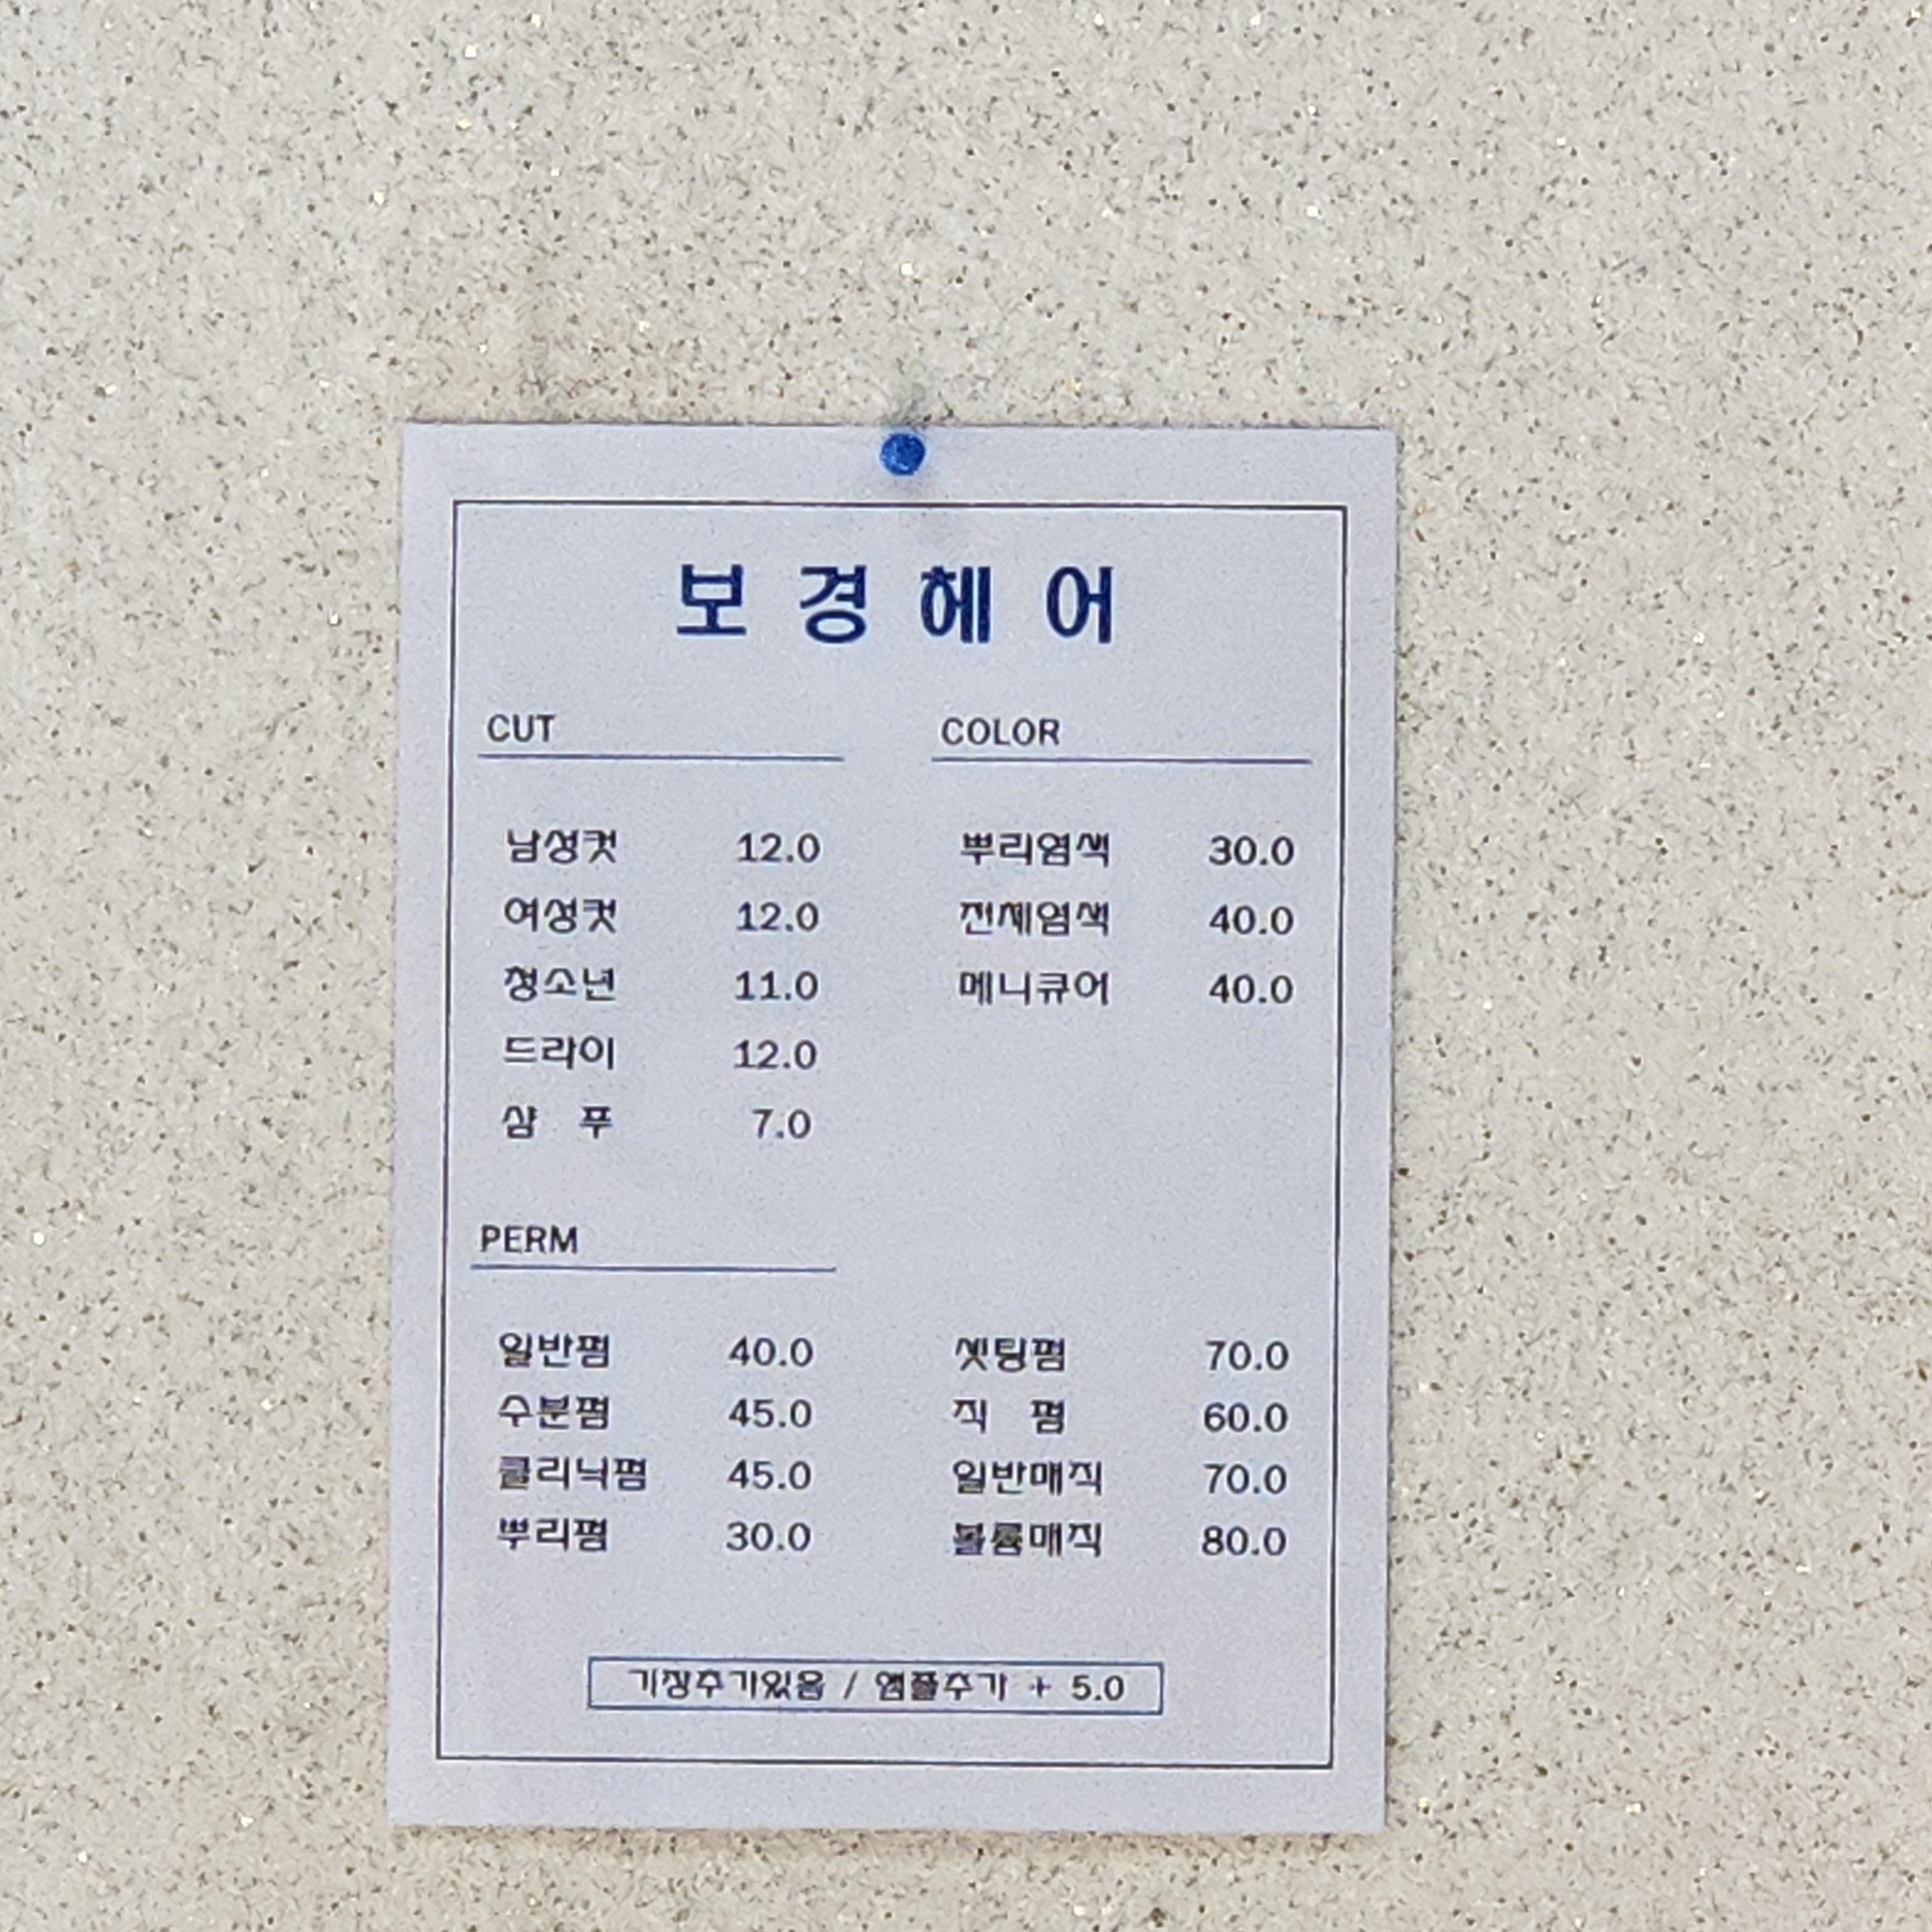 보경헤어
CUT
남성컷 12.0
여성컷 12.0
청소년 11.0
드라이 12.0
샴 푸 7.0
COLOR
뿌리염색 30.0
전체염색 40.0
메니큐어 40.0
PERM
일반펌 40.0
수분펌 45.0
클리닉펌 45.0
뿌리펌 30.0
셋팅펌 70.0
직 펌 60.0
일반매직 70.0
볼륨매직 80.0
기장추가있음 / 앰플추가 + 5.0